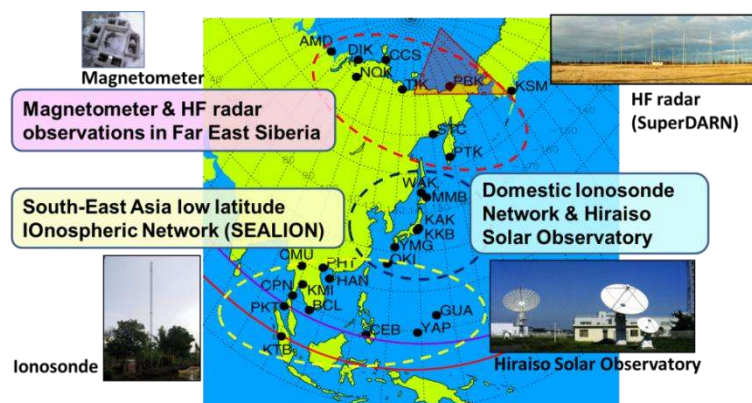 AMD
DIK
CCS
NOK
TIK
PBK
KSM
Magnetometer
HF radar
(SuperDARN)
Magnetometer & HF radar
observations in Far East Siberia
STC
PTK
WAK
MMB
South-East Asia low latitude
IOnospheric Network (SEALION)
Domestic Ionosonde
Network & Hiraiso
Solar Observatory
KAK
KKB
YMG
OKI
CMU
PHT
HAN
CPN
KMI
PKT
BCL
GUA
CEB
YAP
KTB
Ionosonde
Hiraiso Solar Observatory